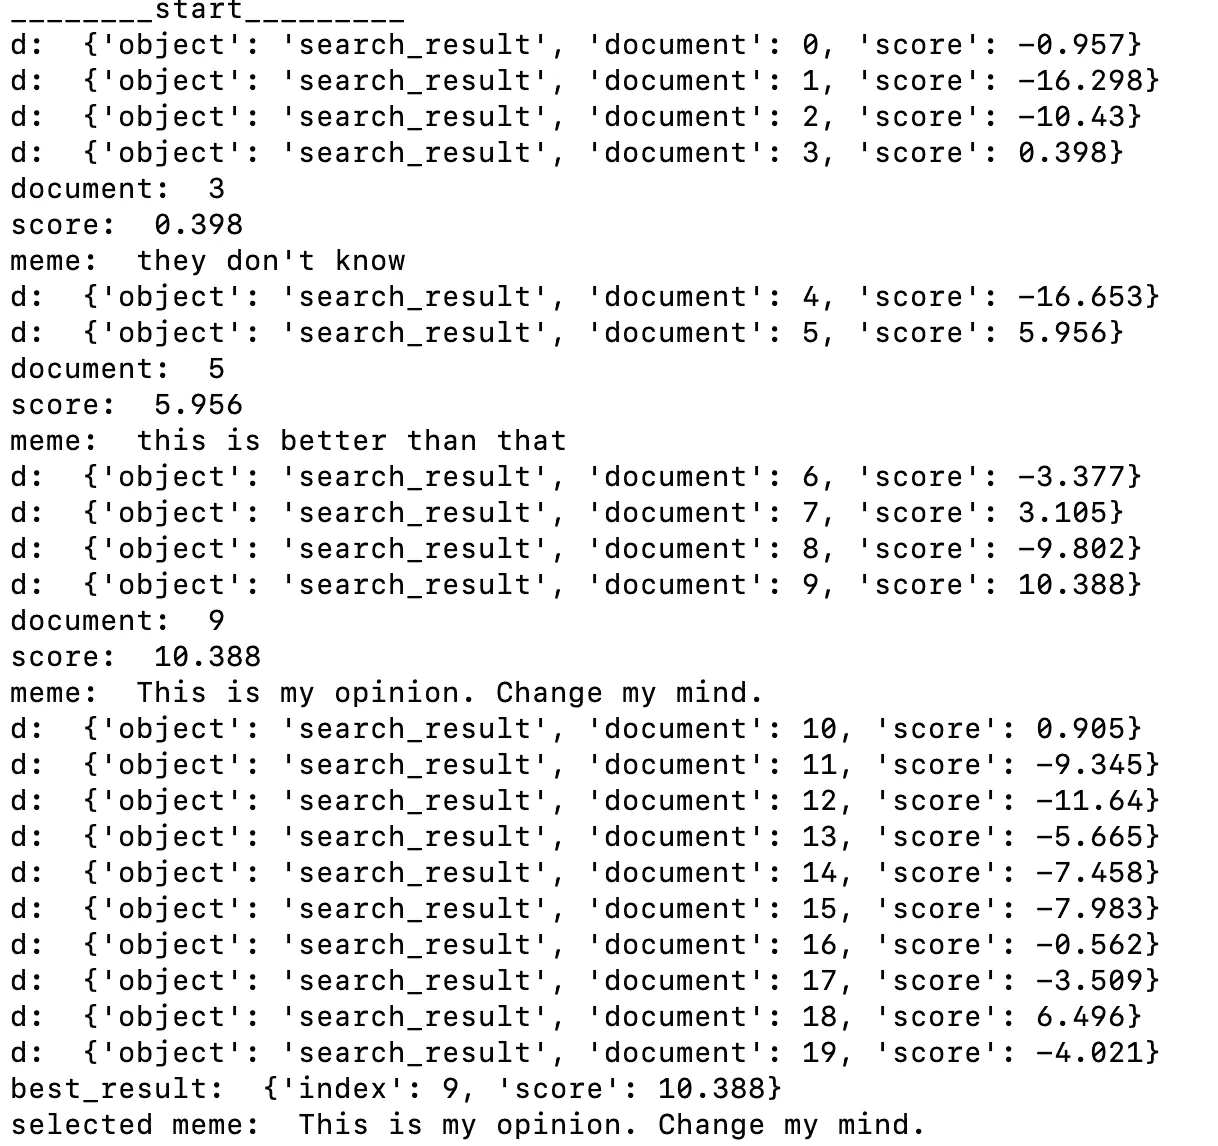 ________start_________
d:  {'object': 'search_result', 'document': 0, 'score': -0.957}
d:  {'object': 'search_result', 'document': 1, 'score': -16.298}
d:  {'object': 'search_result', 'document': 2, 'score': -10.43}
d:  {'object': 'search_result', 'document': 3, 'score': 0.398}
document:  3
score:  0.398
meme:  they don't know
d:  {'object': 'search_result', 'document': 4, 'score': -16.653}
d:  {'object': 'search_result', 'document': 5, 'score': 5.956}
document:  5
score:  5.956
meme:  this is better than that
d:  {'object': 'search_result', 'document': 6, 'score': -3.377}
d:  {'object': 'search_result', 'document': 7, 'score': 3.105}
d:  {'object': 'search_result', 'document': 8, 'score': -9.802}
d:  {'object': 'search_result', 'document': 9, 'score': 10.388}
document:  9
score:  10.388
meme:  This is my opinion. Change my mind.
d:  {'object': 'search_result', 'document': 10, 'score': 0.905}
d:  {'object': 'search_result', 'document': 11, 'score': -9.345}
d:  {'object': 'search_result', 'document': 12, 'score': -11.64}
d:  {'object': 'search_result', 'document': 13, 'score': -5.665}
d:  {'object': 'search_result', 'document': 14, 'score': -7.458}
d:  {'object': 'search_result', 'document': 15, 'score': -7.983}
d:  {'object': 'search_result', 'document': 16, 'score': -0.562}
d:  {'object': 'search_result', 'document': 17, 'score': -3.509}
d:  {'object': 'search_result', 'document': 18, 'score': 6.496}
d:  {'object': 'search_result', 'document': 19, 'score': -4.021}
best_result:  {'index': 9, 'score': 10.388}
selected meme:  This is my opinion. Change my mind.